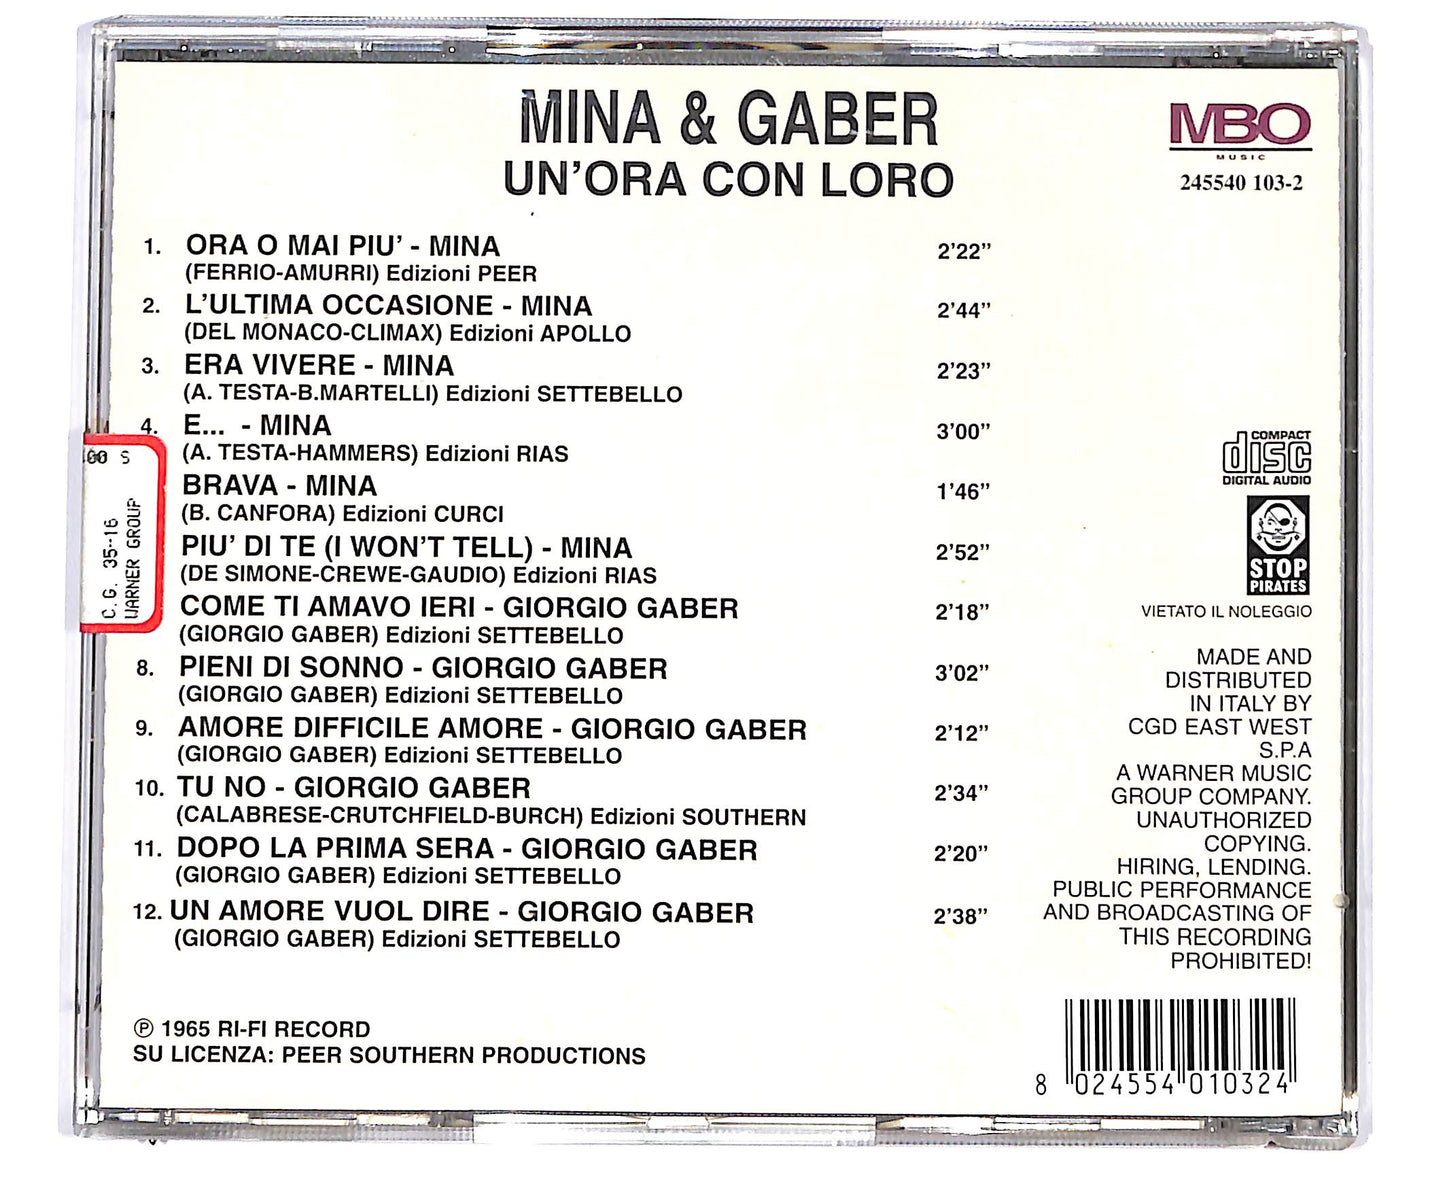 MINA & GABER
UN'ORA CON LORO
MBO
MUSIC
245540 103-2
1. ORA O MAI PIU' - MINA 2'22"
(FERRIO-AMURRI) Edizioni PEER
2. L'ULTIMA OCCASIONE - MINA 2'44"
(DEL MONACO-CLIMAX) Edizioni APOLLO
3. ERA VIVERE - MINA 2'23"
(A. TESTA-B.MARTELLI) Edizioni SETTEBELLO
4. E... - MINA 3'00"
(A. TESTA-HAMMERS) Edizioni RIAS
BRAVA - MINA 1'46"
(B. CANFORA) Edizioni CURCI
PIU' DI TE (I WON'T TELL) - MINA 2'52"
(DE SIMONE-CREWE-GAUDIO) Edizioni RIAS
COME TI AMAVO IERI - GIORGIO GABER 2'18"
(GIORGIO GABER) Edizioni SETTEBELLO
8. PIENI DI SONNO - GIORGIO GABER 3'02"
(GIORGIO GABER) Edizioni SETTEBELLO
9. AMORE DIFFICILE AMORE - GIORGIO GABER 2'12"
(GIORGIO GABER) Edizioni SETTEBELLO
10. TU NO - GIORGIO GABER 2'34"
(CALABRESE-CRUTCHFIELD-BURCH) Edizioni SOUTHERN
11. DOPO LA PRIMA SERA - GIORGIO GABER 2'20"
(GIORGIO GABER) Edizioni SETTEBELLO
12. UN AMORE VUOL DIRE - GIORGIO GABER 2'38"
(GIORGIO GABER) Edizioni SETTEBELLO
S
C.G. 35--16
WARNER GROUP
COMPACT
disc
DIGITAL AUDIO
STOP
PIRATES
VIETATO IL NOLEGGIO
MADE AND
DISTRIBUTED
IN ITALY BY
CGD EAST WEST
S.P.A
A WARNER MUSIC
GROUP COMPANY.
UNAUTHORIZED
COPYING.
HIRING, LENDING.
PUBLIC PERFORMANCE
AND BROADCASTING OF
THIS RECORDING
PROHIBITED!
℗ 1965 RI-FI RECORD
SU LICENZA: PEER SOUTHERN PRODUCTIONS
8 024554 010324